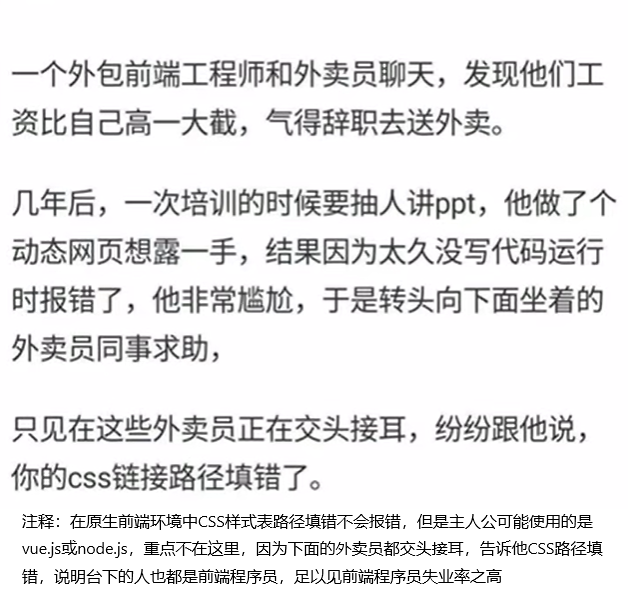 一个外包前端工程师和外卖员聊天，发现他们工
资比自己高一大截，气得辞职去送外卖。
几年后，一次培训的时候要抽人讲ppt，他做了个
动态网页想露一手，结果因为太久没写代码运行
时报错了，他非常尴尬，于是转头向下面坐着的
外卖员同事求助，
只见在这些外卖员正在交头接耳，纷纷跟他说，
你的css链接路径填错了。
注释：在原生前端环境中CSS样式表路径填错不会报错，但是主人公可能使用的是
vue.js或node.js，重点不在这里，因为下面的外卖员都交头接耳，告诉他CSS路径填
错，说明台下的人也都是前端程序员，足以见前端程序员失业率之高